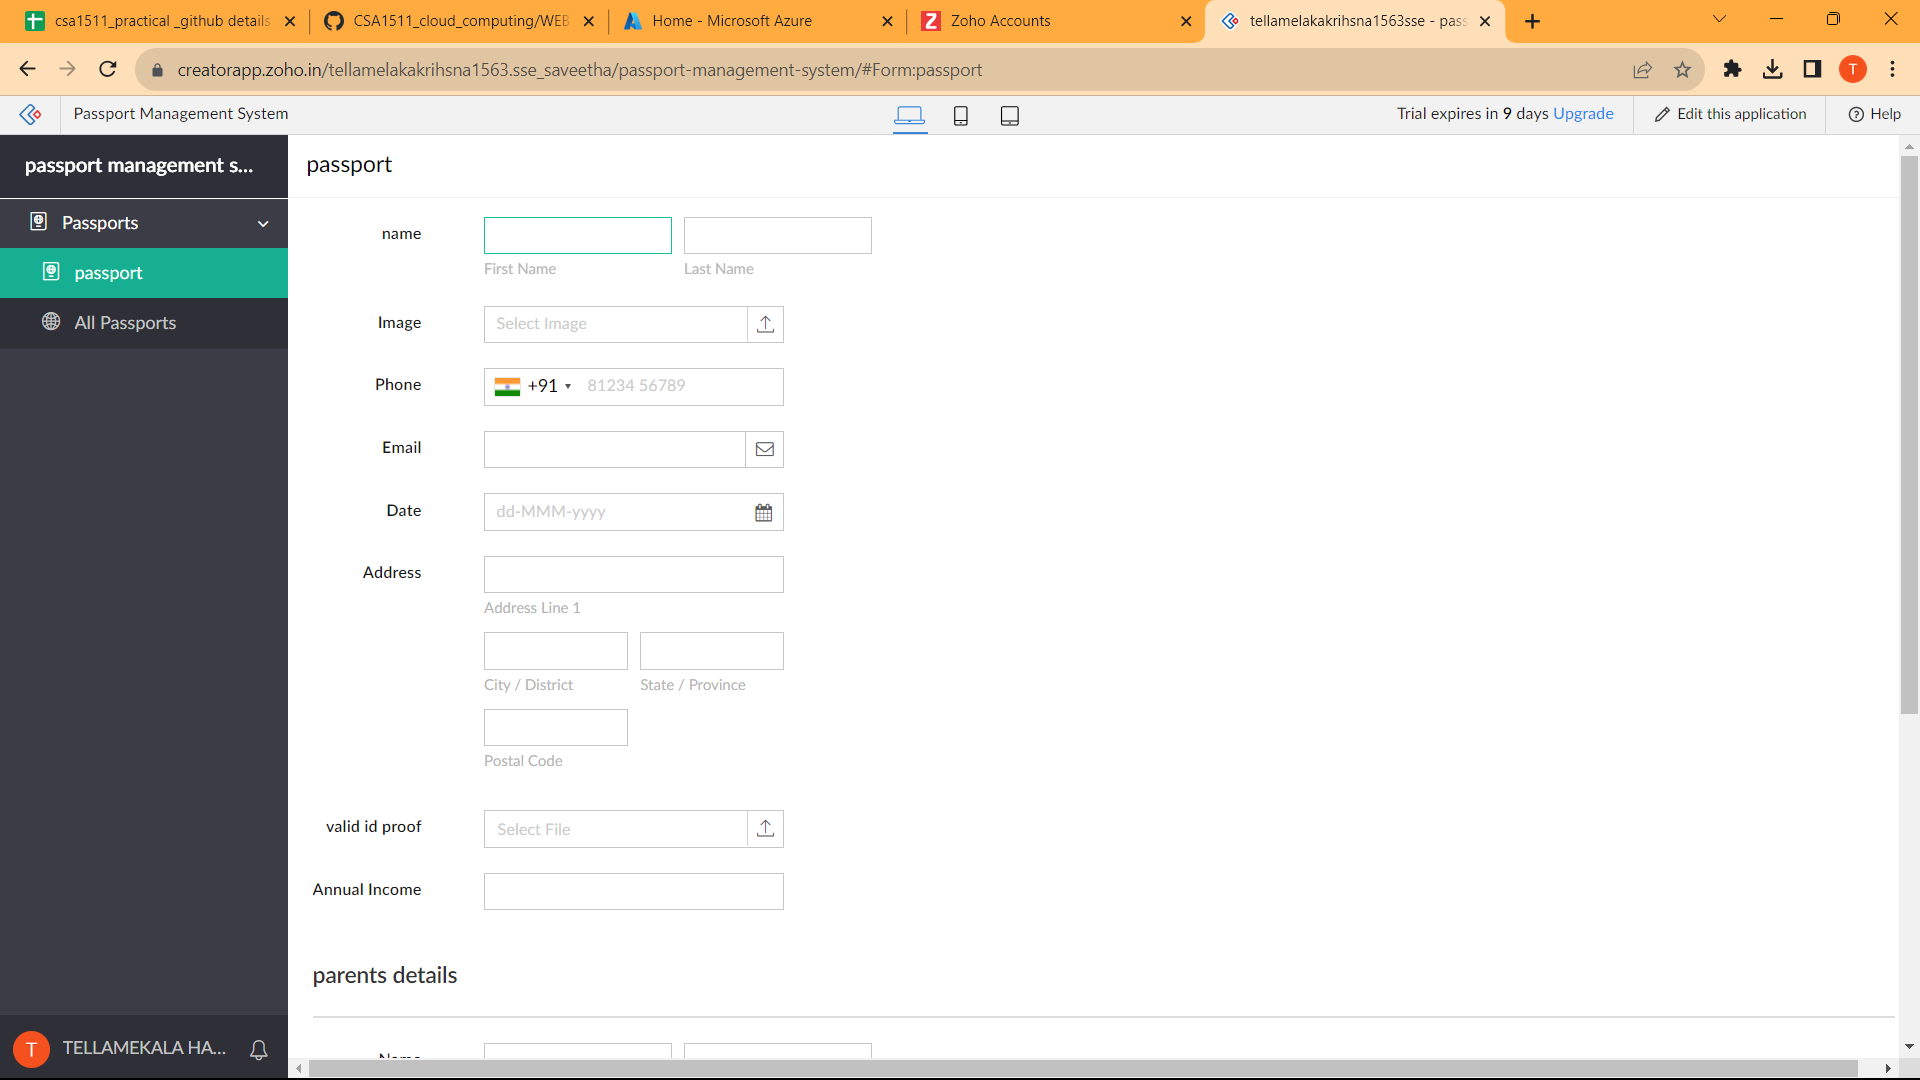 csa1511_practical _github details
CSA1511_cloud_computing/WEB
Home - Microsoft Azure
Zoho Accounts
tellamelakakrihsna1563sse - pass
creatorapp.zoho.in/tellamelakakrihsna1563.sse_saveetha/passport-management-system/#Form:passport
T
Passport Management System
Trial expires in 9 days Upgrade
Edit this application
Help
passport management s...
Passports
passport
All Passports
passport
name
First Name
Last Name
Image
Select Image
Phone
+91
81234 56789
Email
Date
dd-MMM-yyyy
Address
Address Line 1
City / District
State / Province
Postal Code
valid id proof
Select File
Annual Income
parents details
Name
T
TELLAMEKALA HA...